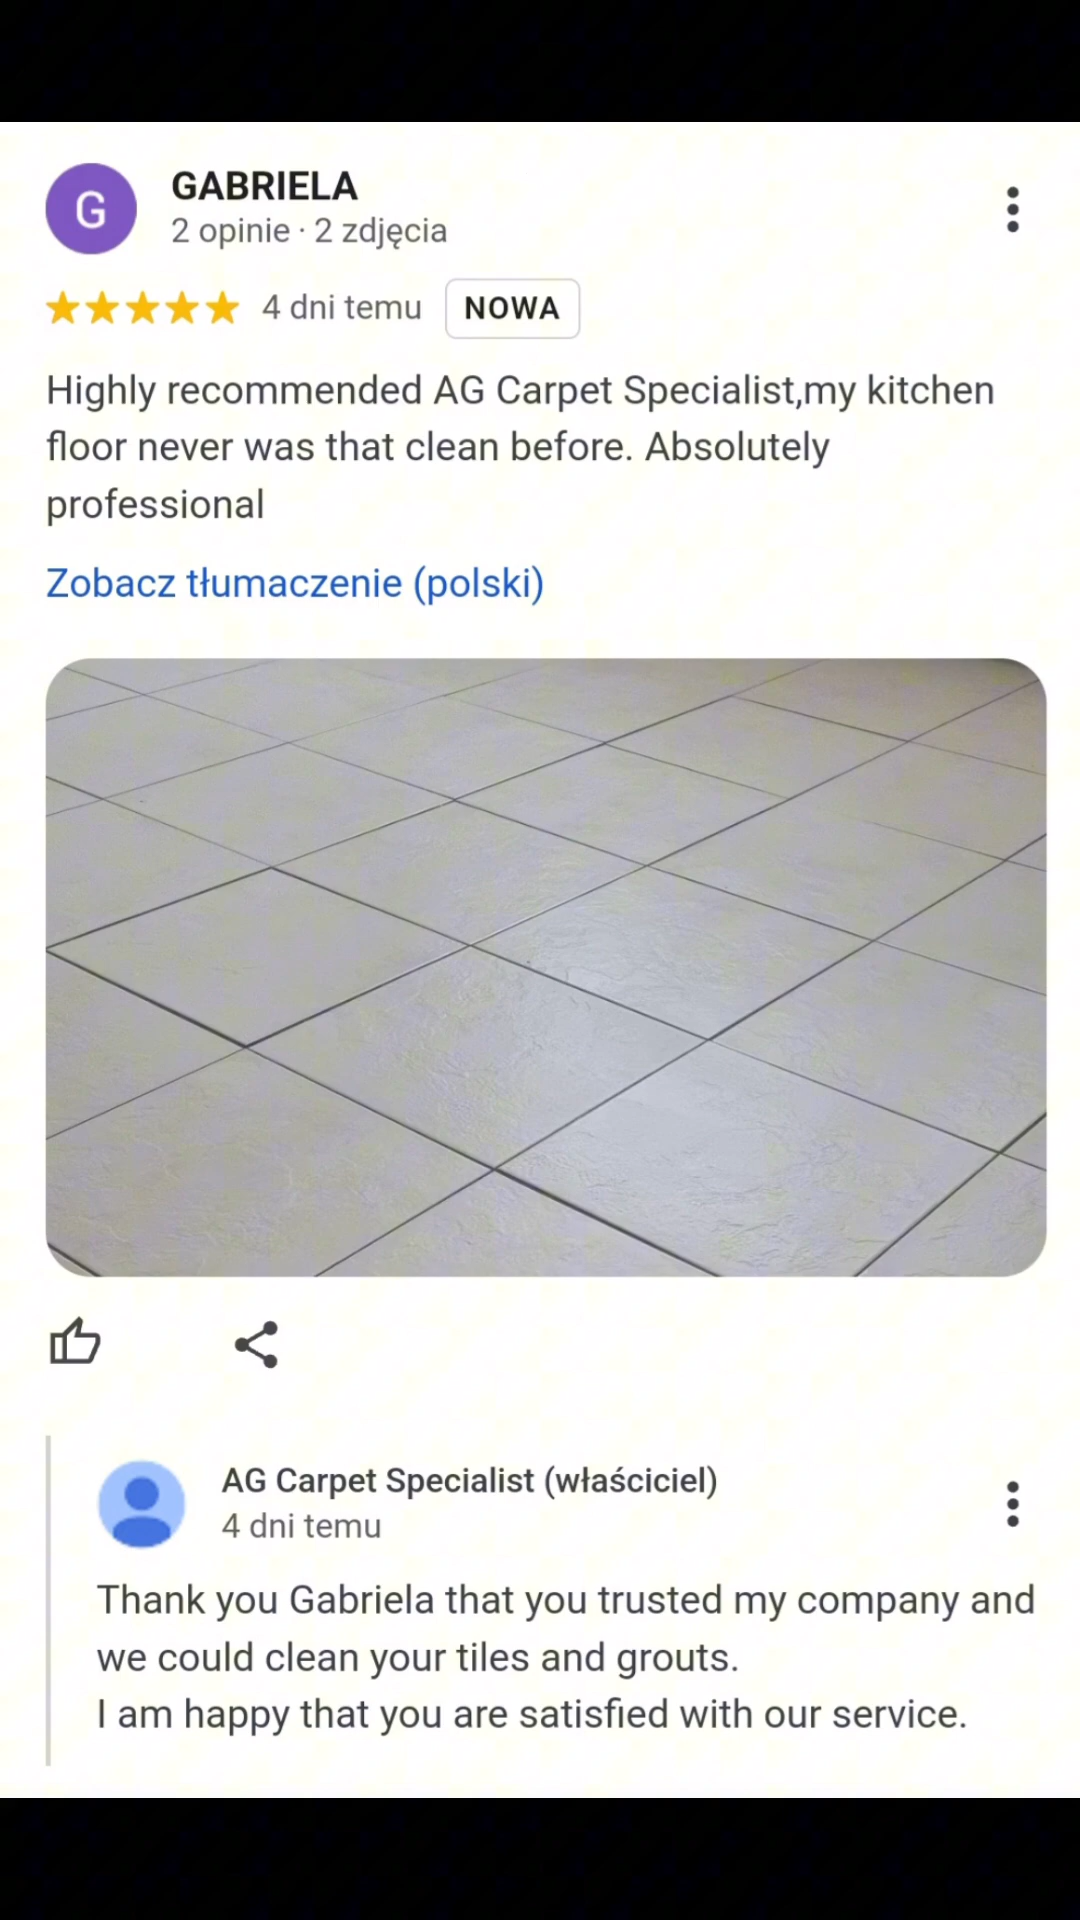 G
GABRIELA
2 opinie · 2 zdjęcia
4 dni temu NOWA
Highly recommended AG Carpet Specialist,my kitchen
floor never was that clean before. Absolutely
professional
Zobacz tłumaczenie (polski)
AG Carpet Specialist (właściciel)
4 dni temu
Thank you Gabriela that you trusted my company and
we could clean your tiles and grouts.
I am happy that you are satisfied with our service.